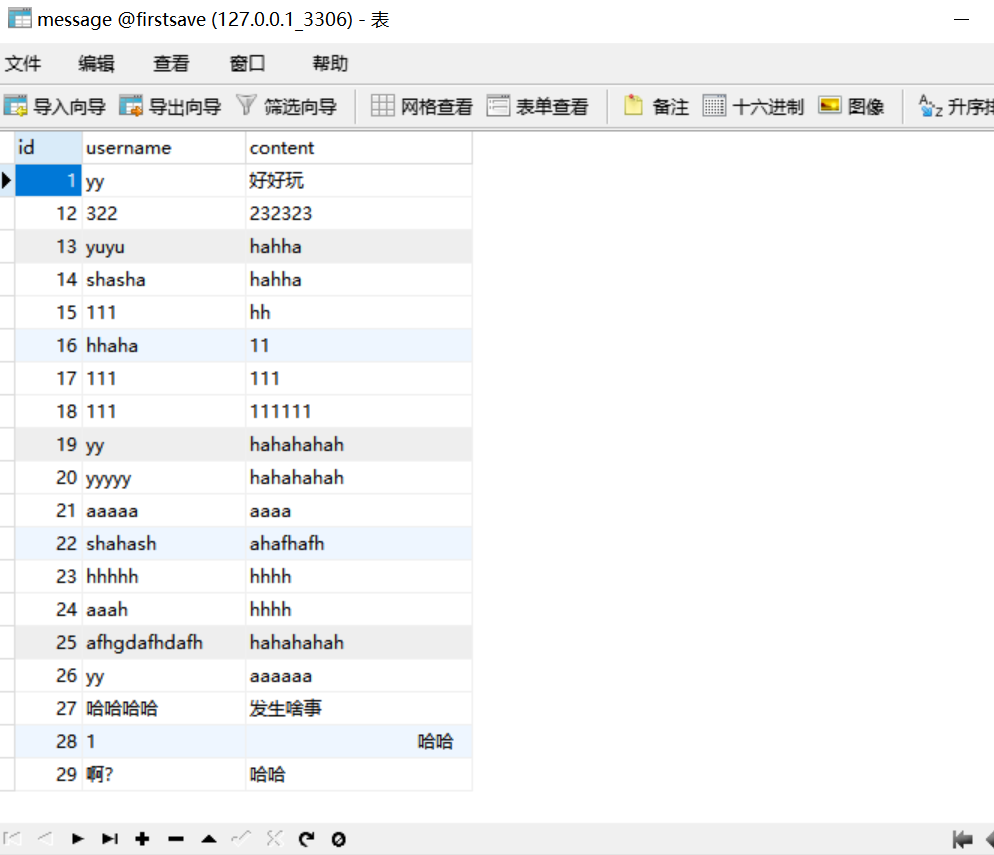 message @firstsave (127.0.0.1_3306) - 表
文件 编辑 查看 窗口 帮助
导入向导 导出向导 筛选向导 网格查看 表单查看 备注 十六进制 图像 升序排
id username content
1 yy 好好玩
12 322 232323
13 yuyu hahha
14 shasha hahha
15 111 hh
16 hhaha 11
17 111 111
18 111 111111
19 yy hahahahah
20 yyyyy hahahahah
21 aaaaa aaaa
22 shahash ahafhafh
23 hhhhh hhhh
24 aaah hhhh
25 afhgdafhdafh hahahahah
26 yy aaaaaa
27 哈哈哈哈 发生啥事
28 1 哈哈
29 啊? 哈哈